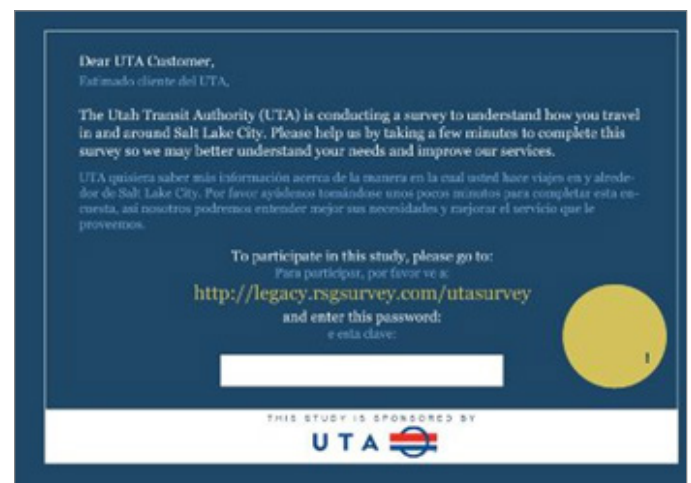 Dear UTA Customer,
Estimado cliente del UTA,
The Utah Transit Authority (UTA) is conducting a survey to understand how you travel
in and around Salt Lake City. Please help us by taking a few minutes to complete this
survey so we may better understand your needs and improve our services.
UTA quisiera saber más información acerca de la manera en la cual usted hace viajes en y alrede-
dor de Salt Lake City. Por favor ayúdenos tomándose unos pocos minutos para completar esta en-
cuesta, así nosotros podremos entender mejor sus necesidades y mejorar el servicio que le
proveemos.
To participate in this study, please go to:
Para participar, por favor ve a:
http://legacy.rsgsurvey.com/utasurvey
and enter this password:
e esta clave:
THIS STUDY IS SPONSORED BY
UTA